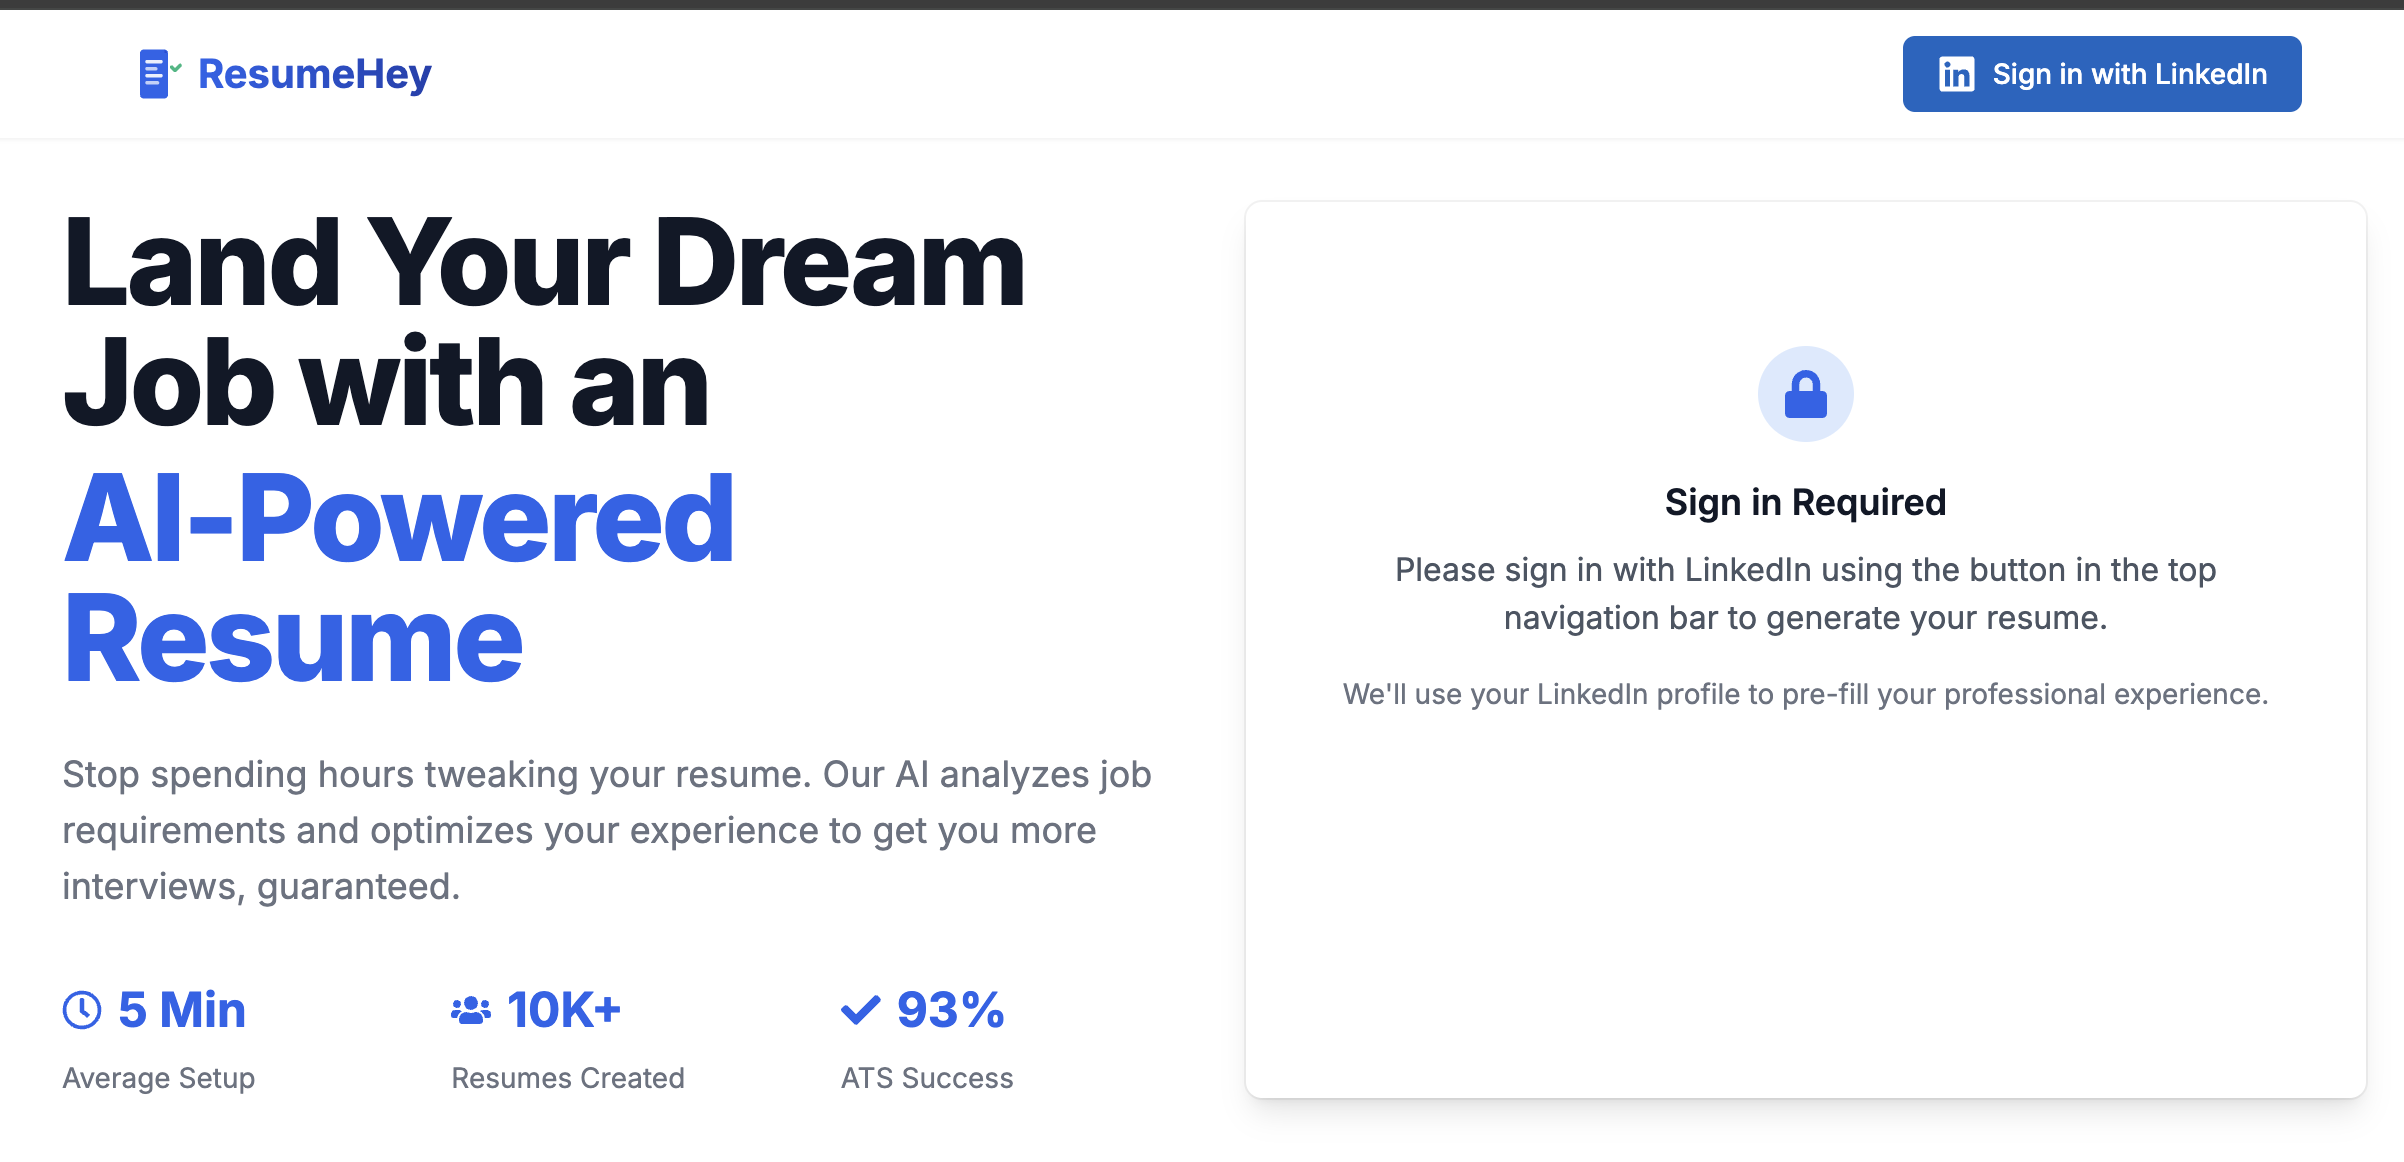 ResumeHey
Sign in with LinkedIn
Land Your Dream
Job with an
AI-Powered
Resume
Stop spending hours tweaking your resume. Our AI analyzes job
requirements and optimizes your experience to get you more
interviews, guaranteed.
5 Min
Average Setup
10K+
Resumes Created
93%
ATS Success
Sign in Required
Please sign in with LinkedIn using the button in the top
navigation bar to generate your resume.
We'll use your LinkedIn profile to pre-fill your professional experience.